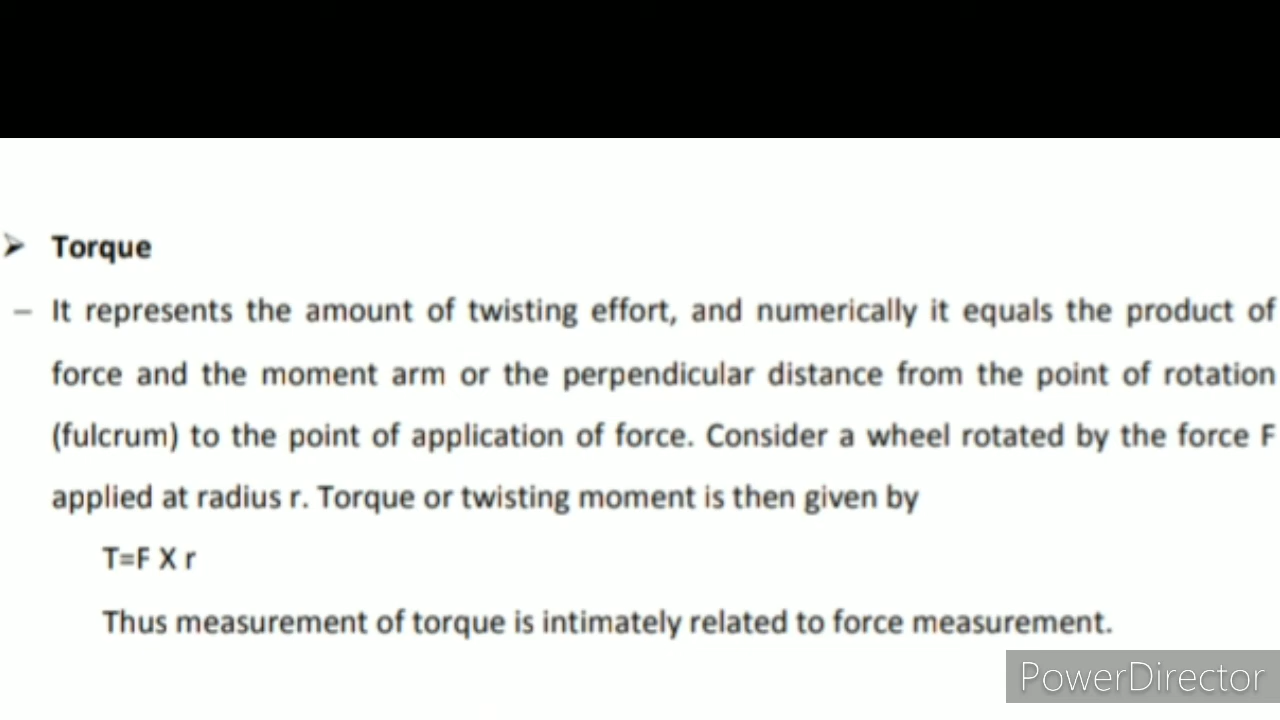 ➤ Torque
– It represents the amount of twisting effort, and numerically it equals the product of
force and the moment arm or the perpendicular distance from the point of rotation
(fulcrum) to the point of application of force. Consider a wheel rotated by the force F
applied at radius r. Torque or twisting moment is then given by
T=F X r
Thus measurement of torque is intimately related to force measurement.
PowerDirector